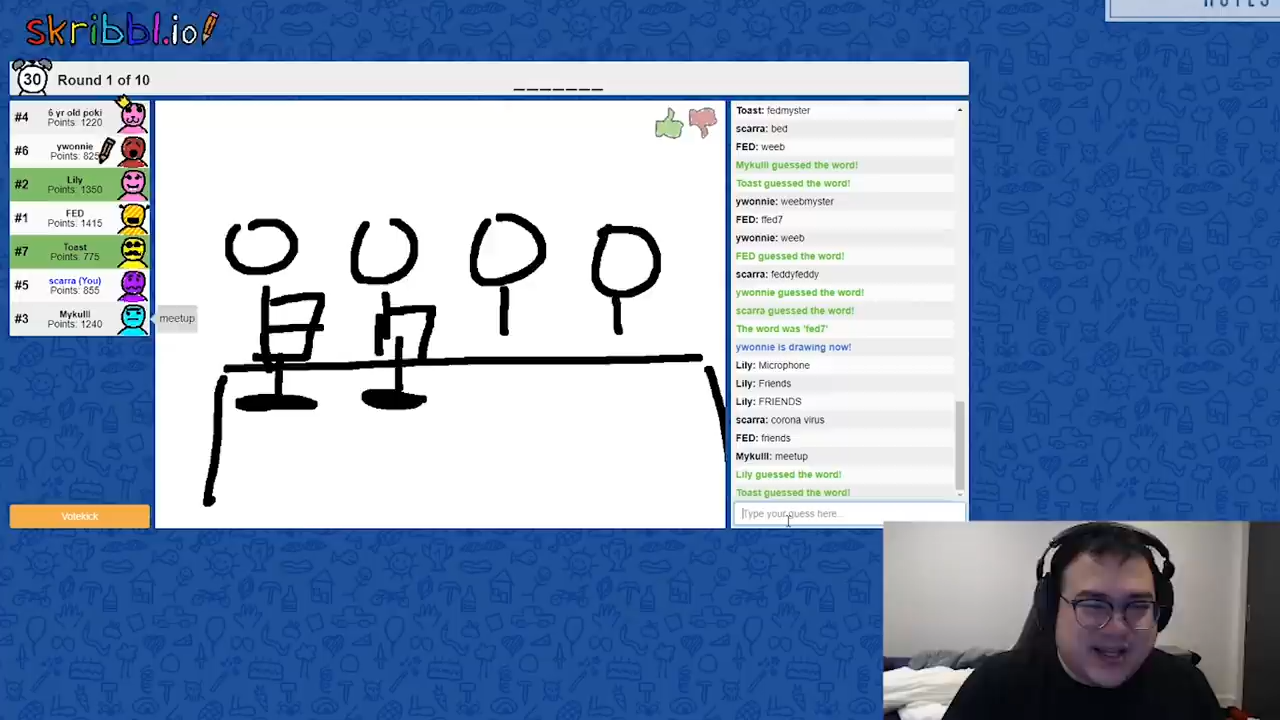 NOTES
skribbl.io
30
Round 1 of 10
_ _ _ _ _ _ _
#4
6 yr old poki
Points: 1220
#6
ywonnie
Points: 825
#2
Lily
Points: 1350
#1
FED
Points: 1415
#7
Toast
Points: 775
#5
scarra (You)
Points: 855
#3
Mykulll
Points: 1240
meetup
Votekick
Toast: fedmyster
scarra: bed
FED: weeb
Mykulll guessed the word!
Toast guessed the word!
ywonnie: weebmyster
FED: ffed7
ywonnie: weeb
FED guessed the word!
scarra: feddyfeddy
ywonnie guessed the word!
scarra guessed the word!
The word was 'fed7'
ywonnie is drawing now!
Lily: Microphone
Lily: Friends
Lily: FRIENDS
scarra: corona virus
FED: friends
Mykulll: meetup
Lily guessed the word!
Toast guessed the word!
Type your guess here...